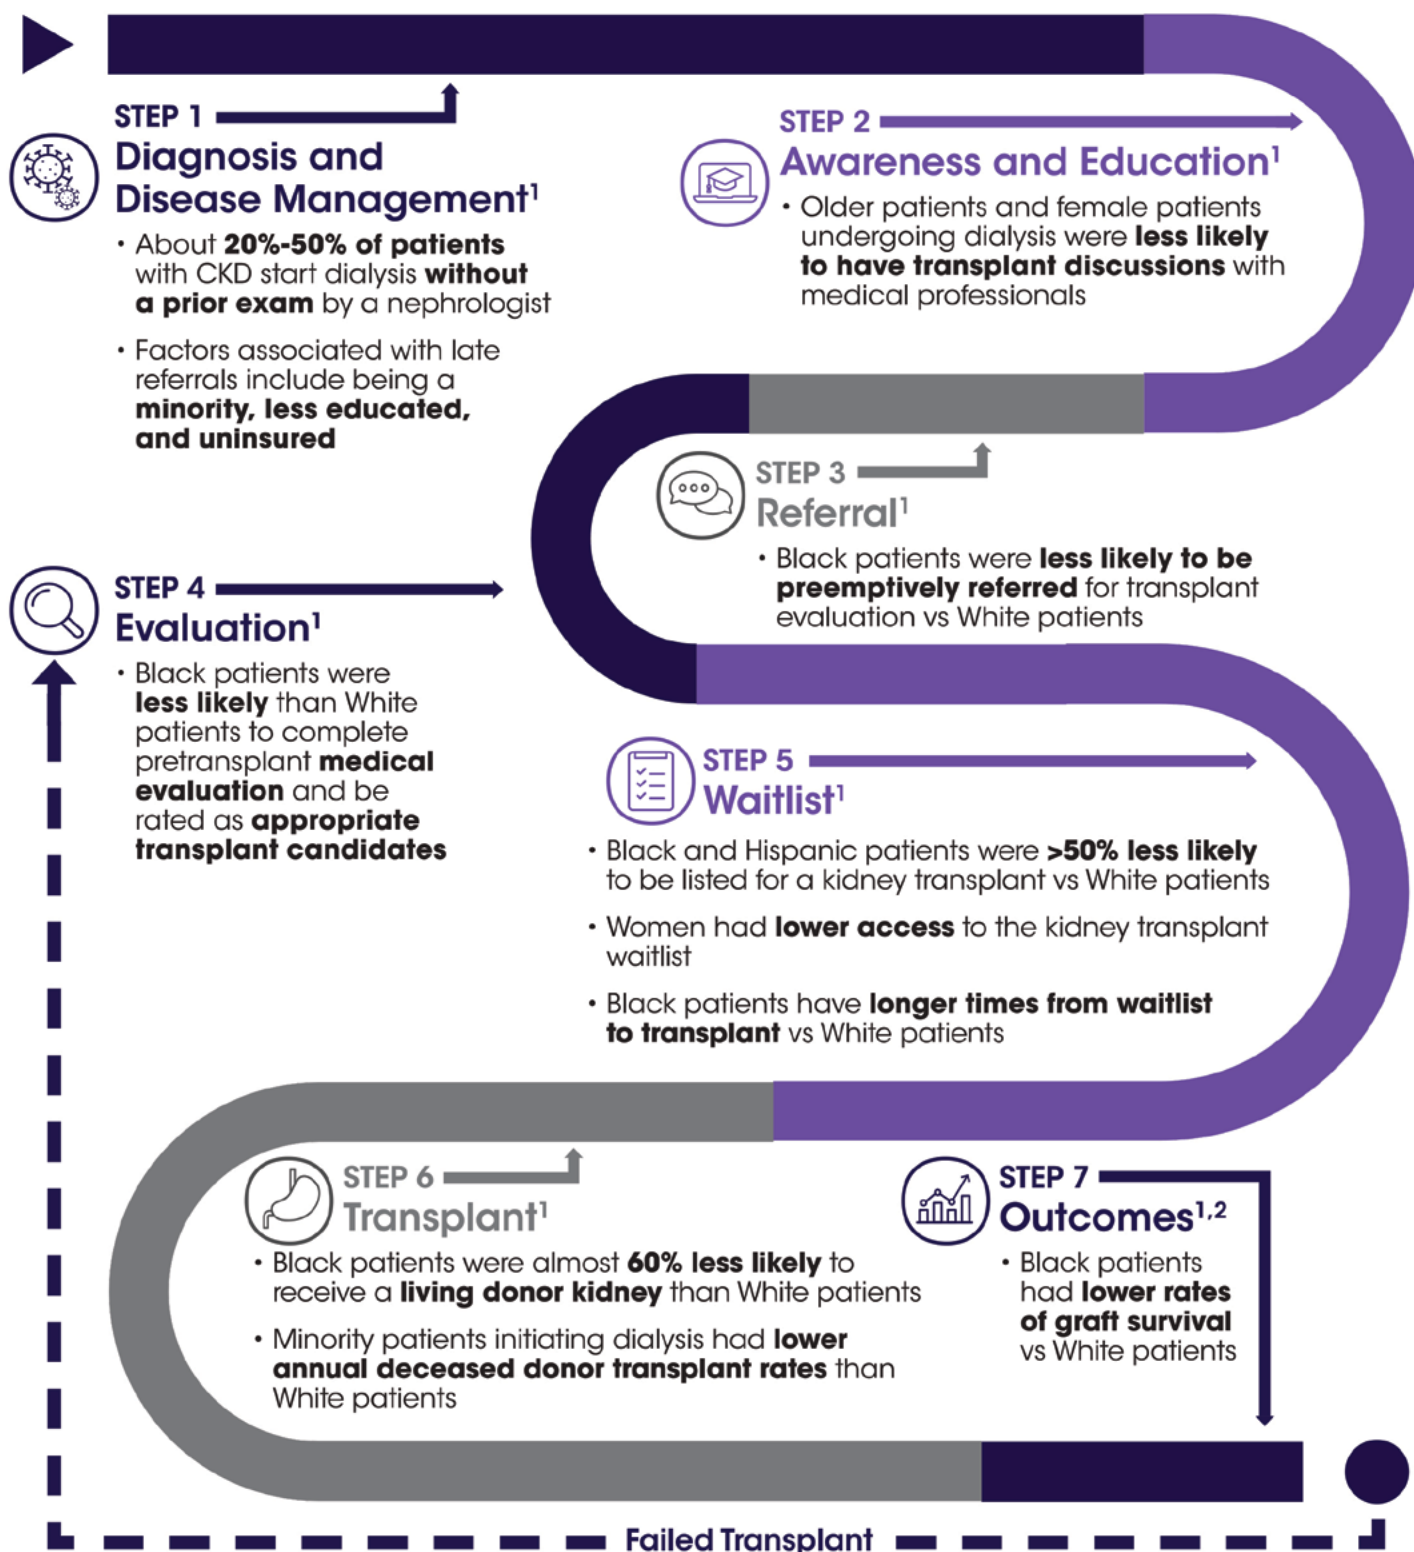 STEP 1
Diagnosis and
Disease Management¹
• About 20%-50% of patients
with CKD start dialysis without
a prior exam by a nephrologist
• Factors associated with late
referrals include being a
minority, less educated,
and uninsured
STEP 2
Awareness and Education¹
• Older patients and female patients
undergoing dialysis were less likely
to have transplant discussions with
medical professionals
STEP 3
Referral¹
• Black patients were less likely to be
preemptively referred for transplant
evaluation vs White patients
STEP 4
Evaluation¹
• Black patients were
less likely than White
patients to complete
pretransplant medical
evaluation and be
rated as appropriate
transplant candidates
STEP 5
Waitlist¹
• Black and Hispanic patients were >50% less likely
to be listed for a kidney transplant vs White patients
• Women had lower access to the kidney transplant
waitlist
• Black patients have longer times from waitlist
to transplant vs White patients
STEP 6
Transplant¹
• Black patients were almost 60% less likely to
receive a living donor kidney than White patients
• Minority patients initiating dialysis had lower
annual deceased donor transplant rates than
White patients
STEP 7
Outcomes¹,²
• Black patients
had lower rates
of graft survival
vs White patients
Failed Transplant